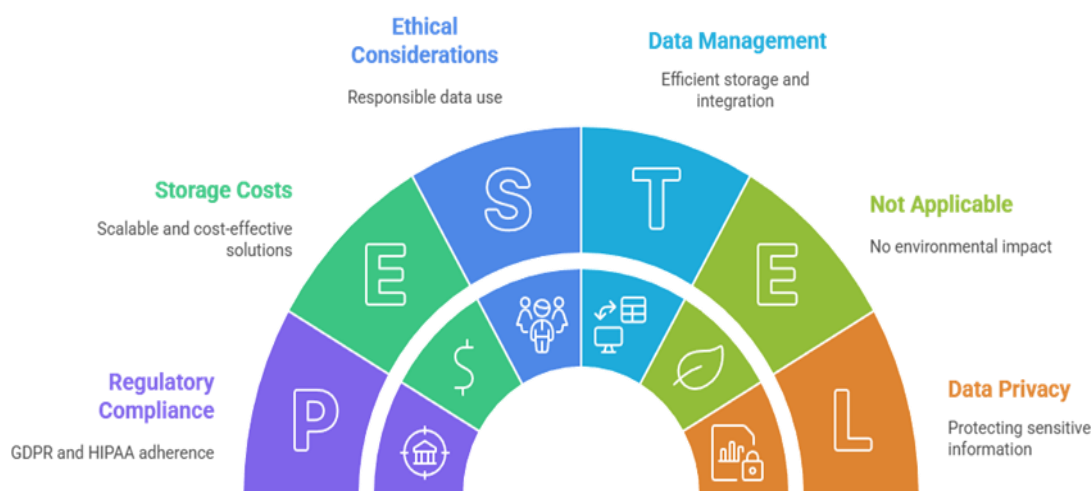 Ethical
Considerations
Responsible data use
Data Management
Efficient storage and
integration
Storage Costs
Scalable and cost-effective
solutions
Not Applicable
No environmental impact
Regulatory
Compliance
GDPR and HIPAA adherence
Data Privacy
Protecting sensitive
information
P
E
S
T
E
L
$